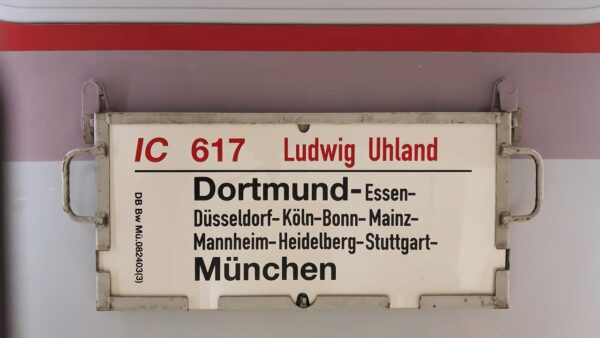 IC 617 Ludwig Uhland
Dortmund-Essen-
Düsseldorf-Köln-Bonn-Mainz-
Mannheim-Heidelberg-Stuttgart-
München
DB Bw Mü.082403(3)